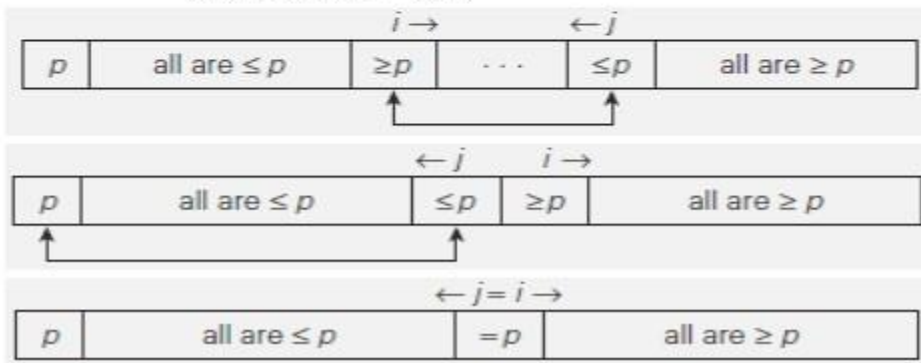 i → ← j
p all are ≤ p ≥p · · · ≤p all are ≥ p
← j i →
p all are ≤ p ≤p ≥p all are ≥ p
← j = i →
p all are ≤ p = p all are ≥ p